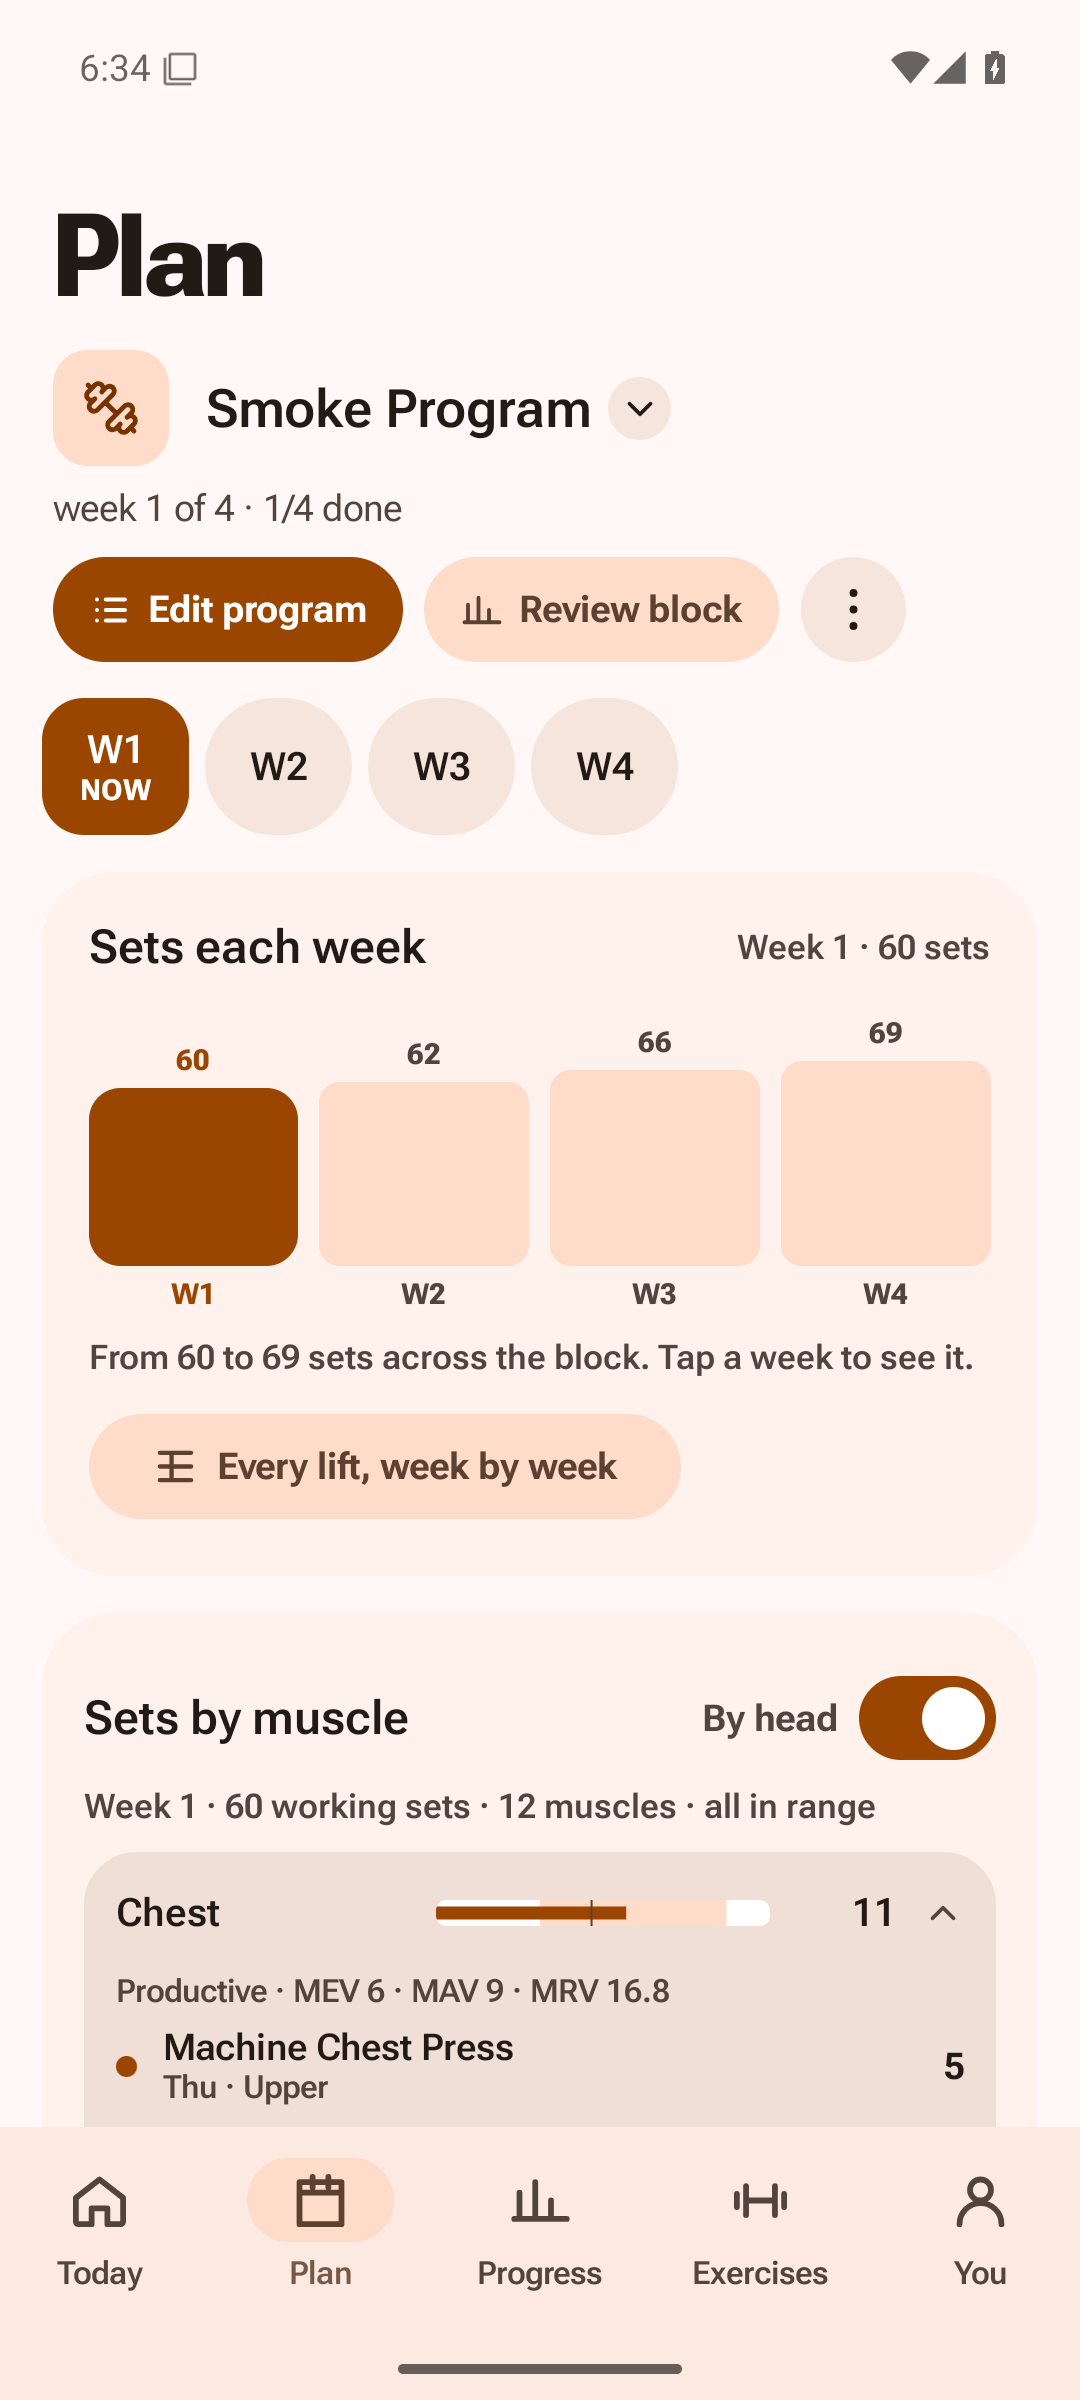 6:34
Plan
Smoke Program
week 1 of 4 · 1/4 done
Edit program
Review block
W1
NOW
W2
W3
W4
Sets each week
Week 1 · 60 sets
60
62
66
69
W1
W2
W3
W4
From 60 to 69 sets across the block. Tap a week to see it.
Every lift, week by week
Sets by muscle
By head
Week 1 · 60 working sets · 12 muscles · all in range
Chest
11
Productive · MEV 6 · MAV 9 · MRV 16.8
Machine Chest Press
5
Thu · Upper
Today
Plan
Progress
Exercises
You